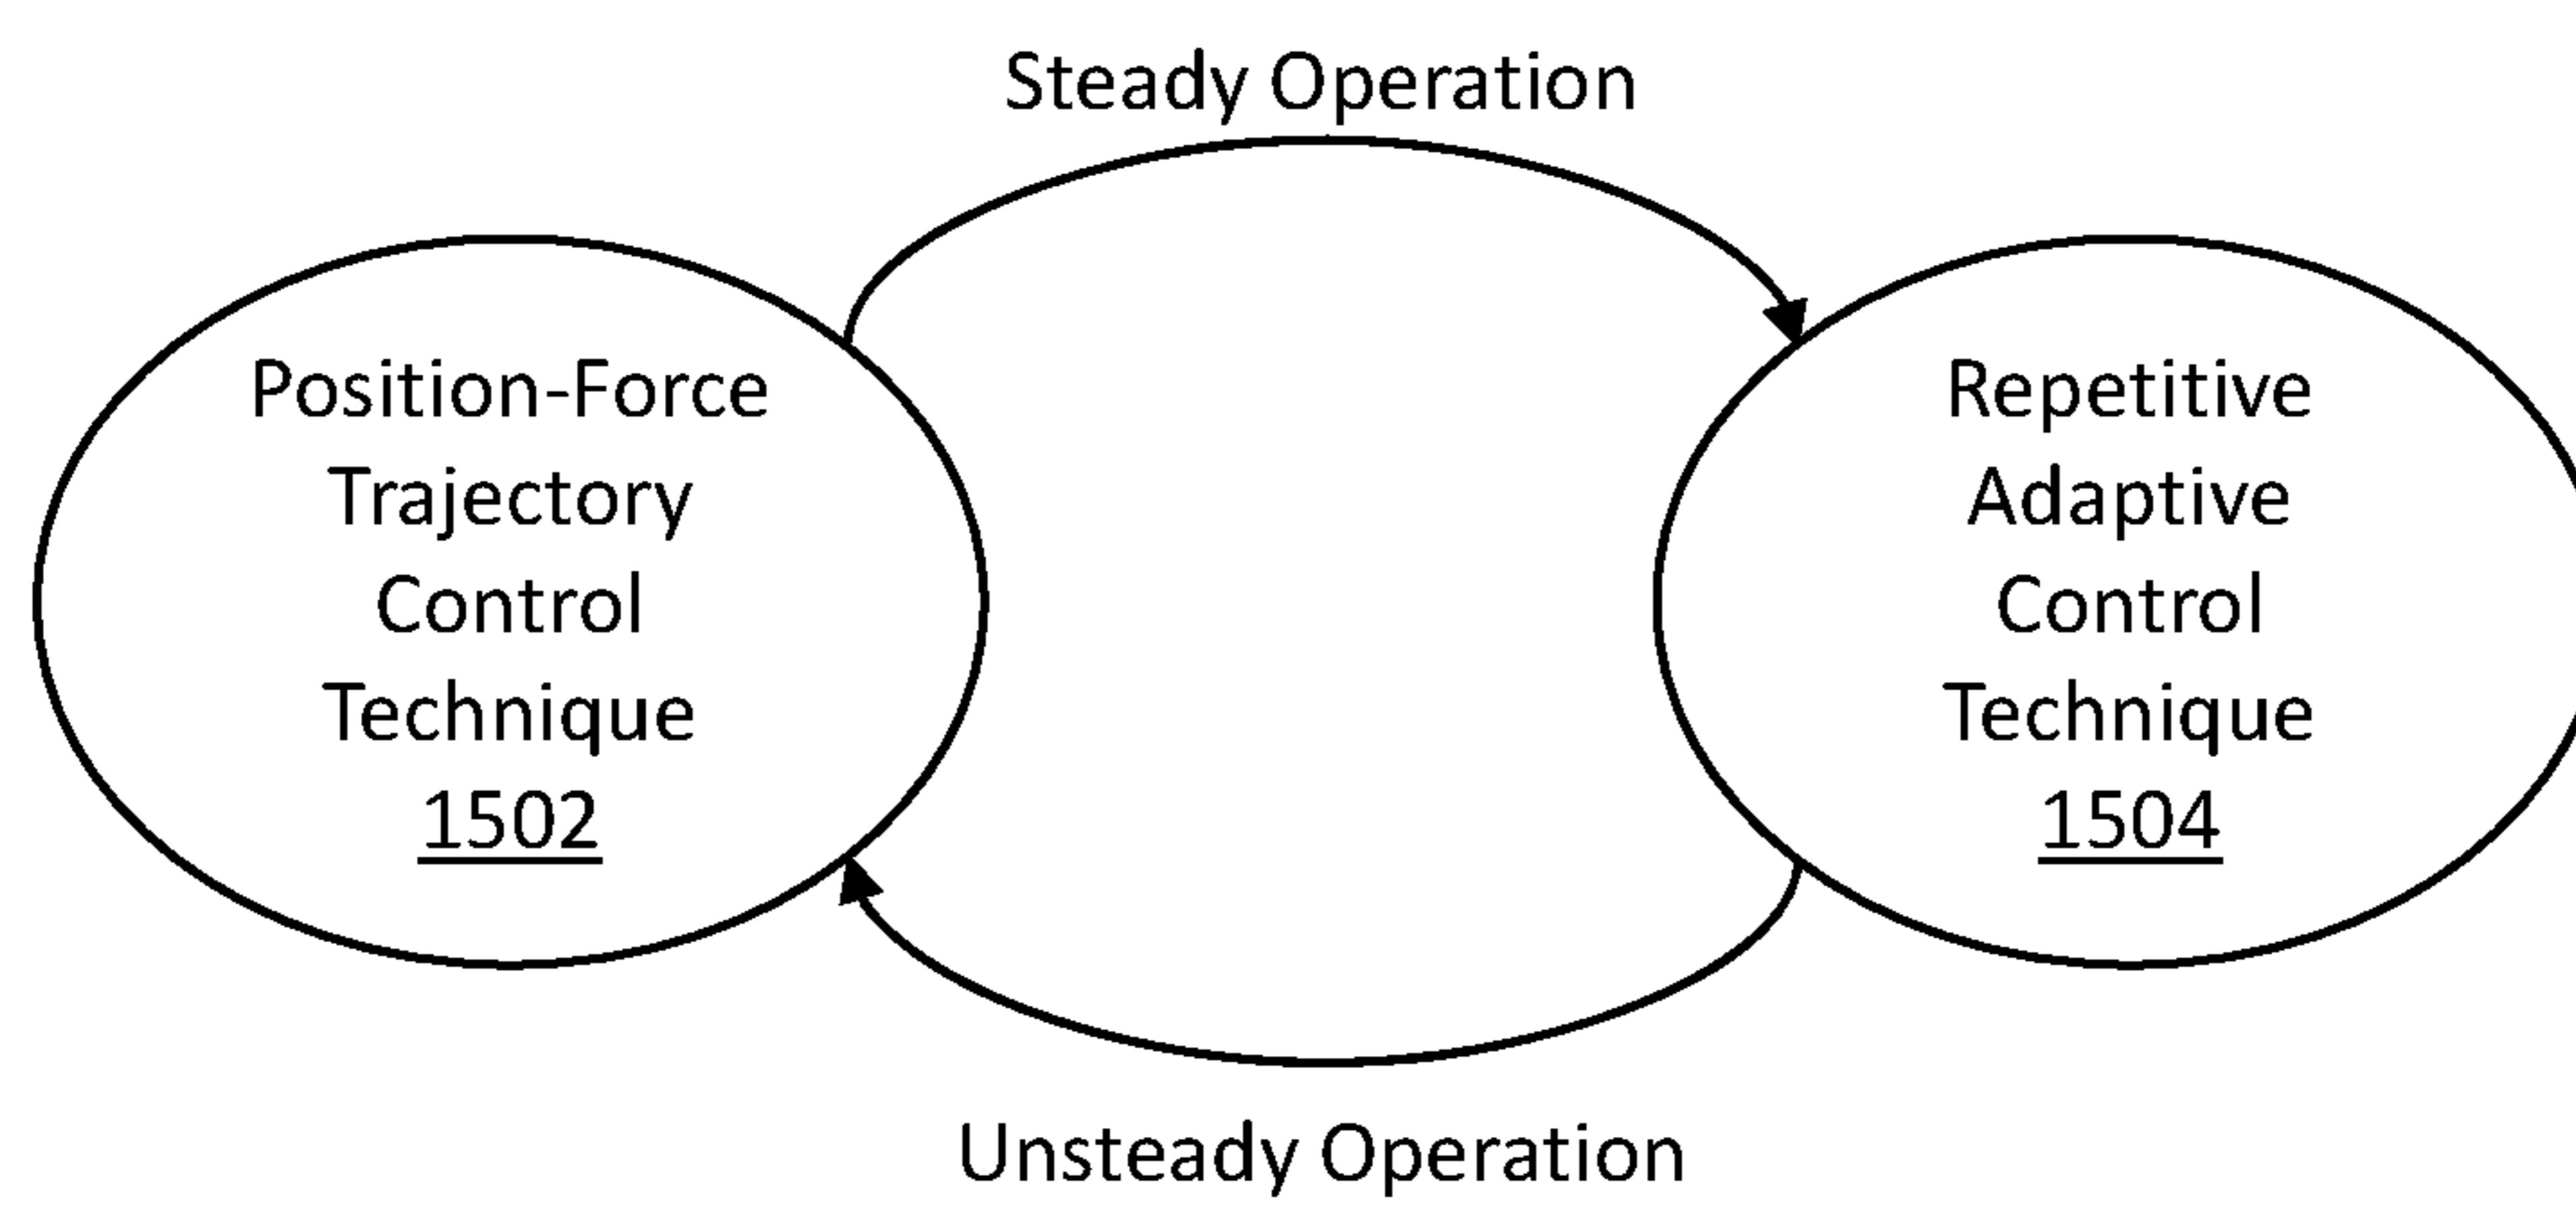 Steady Operation
Position-Force
Trajectory
Control
Technique
1502
Repetitive
Adaptive
Control
Technique
1504
Unsteady Operation